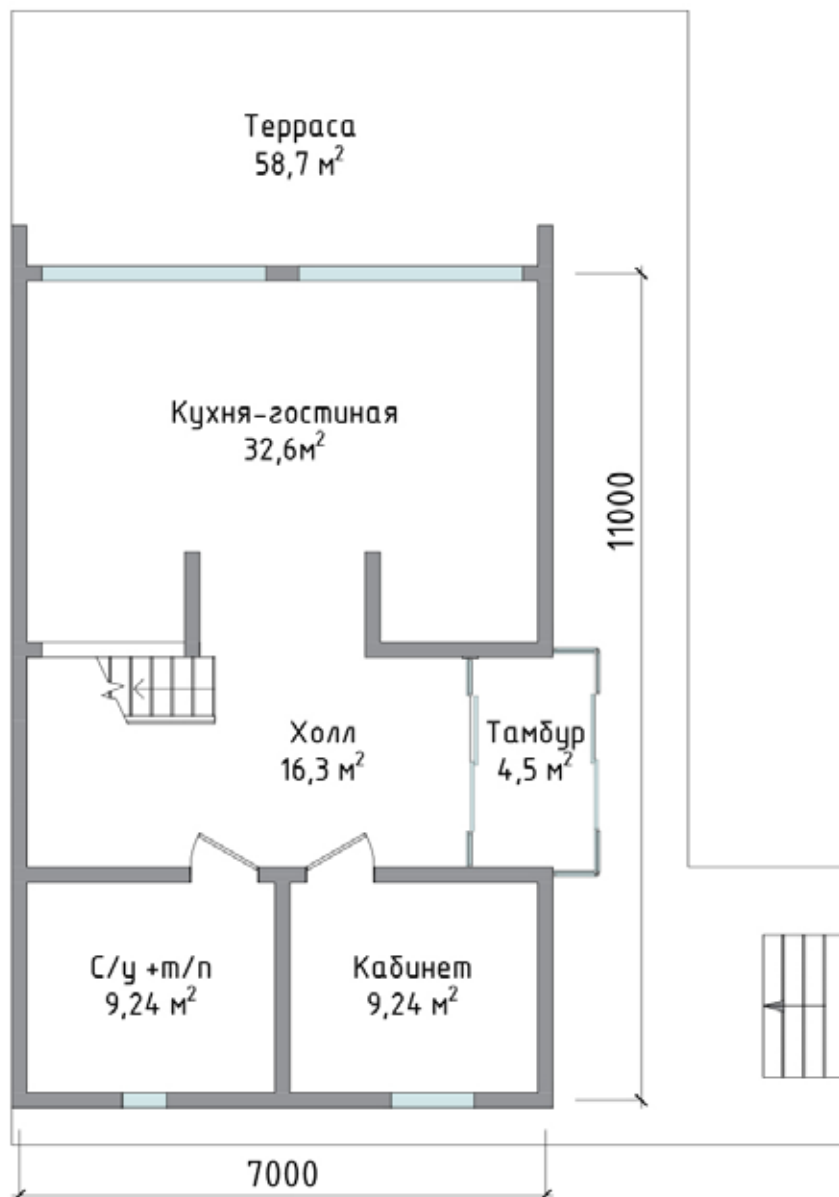 Терраса
58,7 м²
Кухня-гостиная
32,6м²
11000
Холл
16,3 м²
Тамбур
4,5 м²
С/у +т/п
9,24 м²
Кабинет
9,24 м²
7000